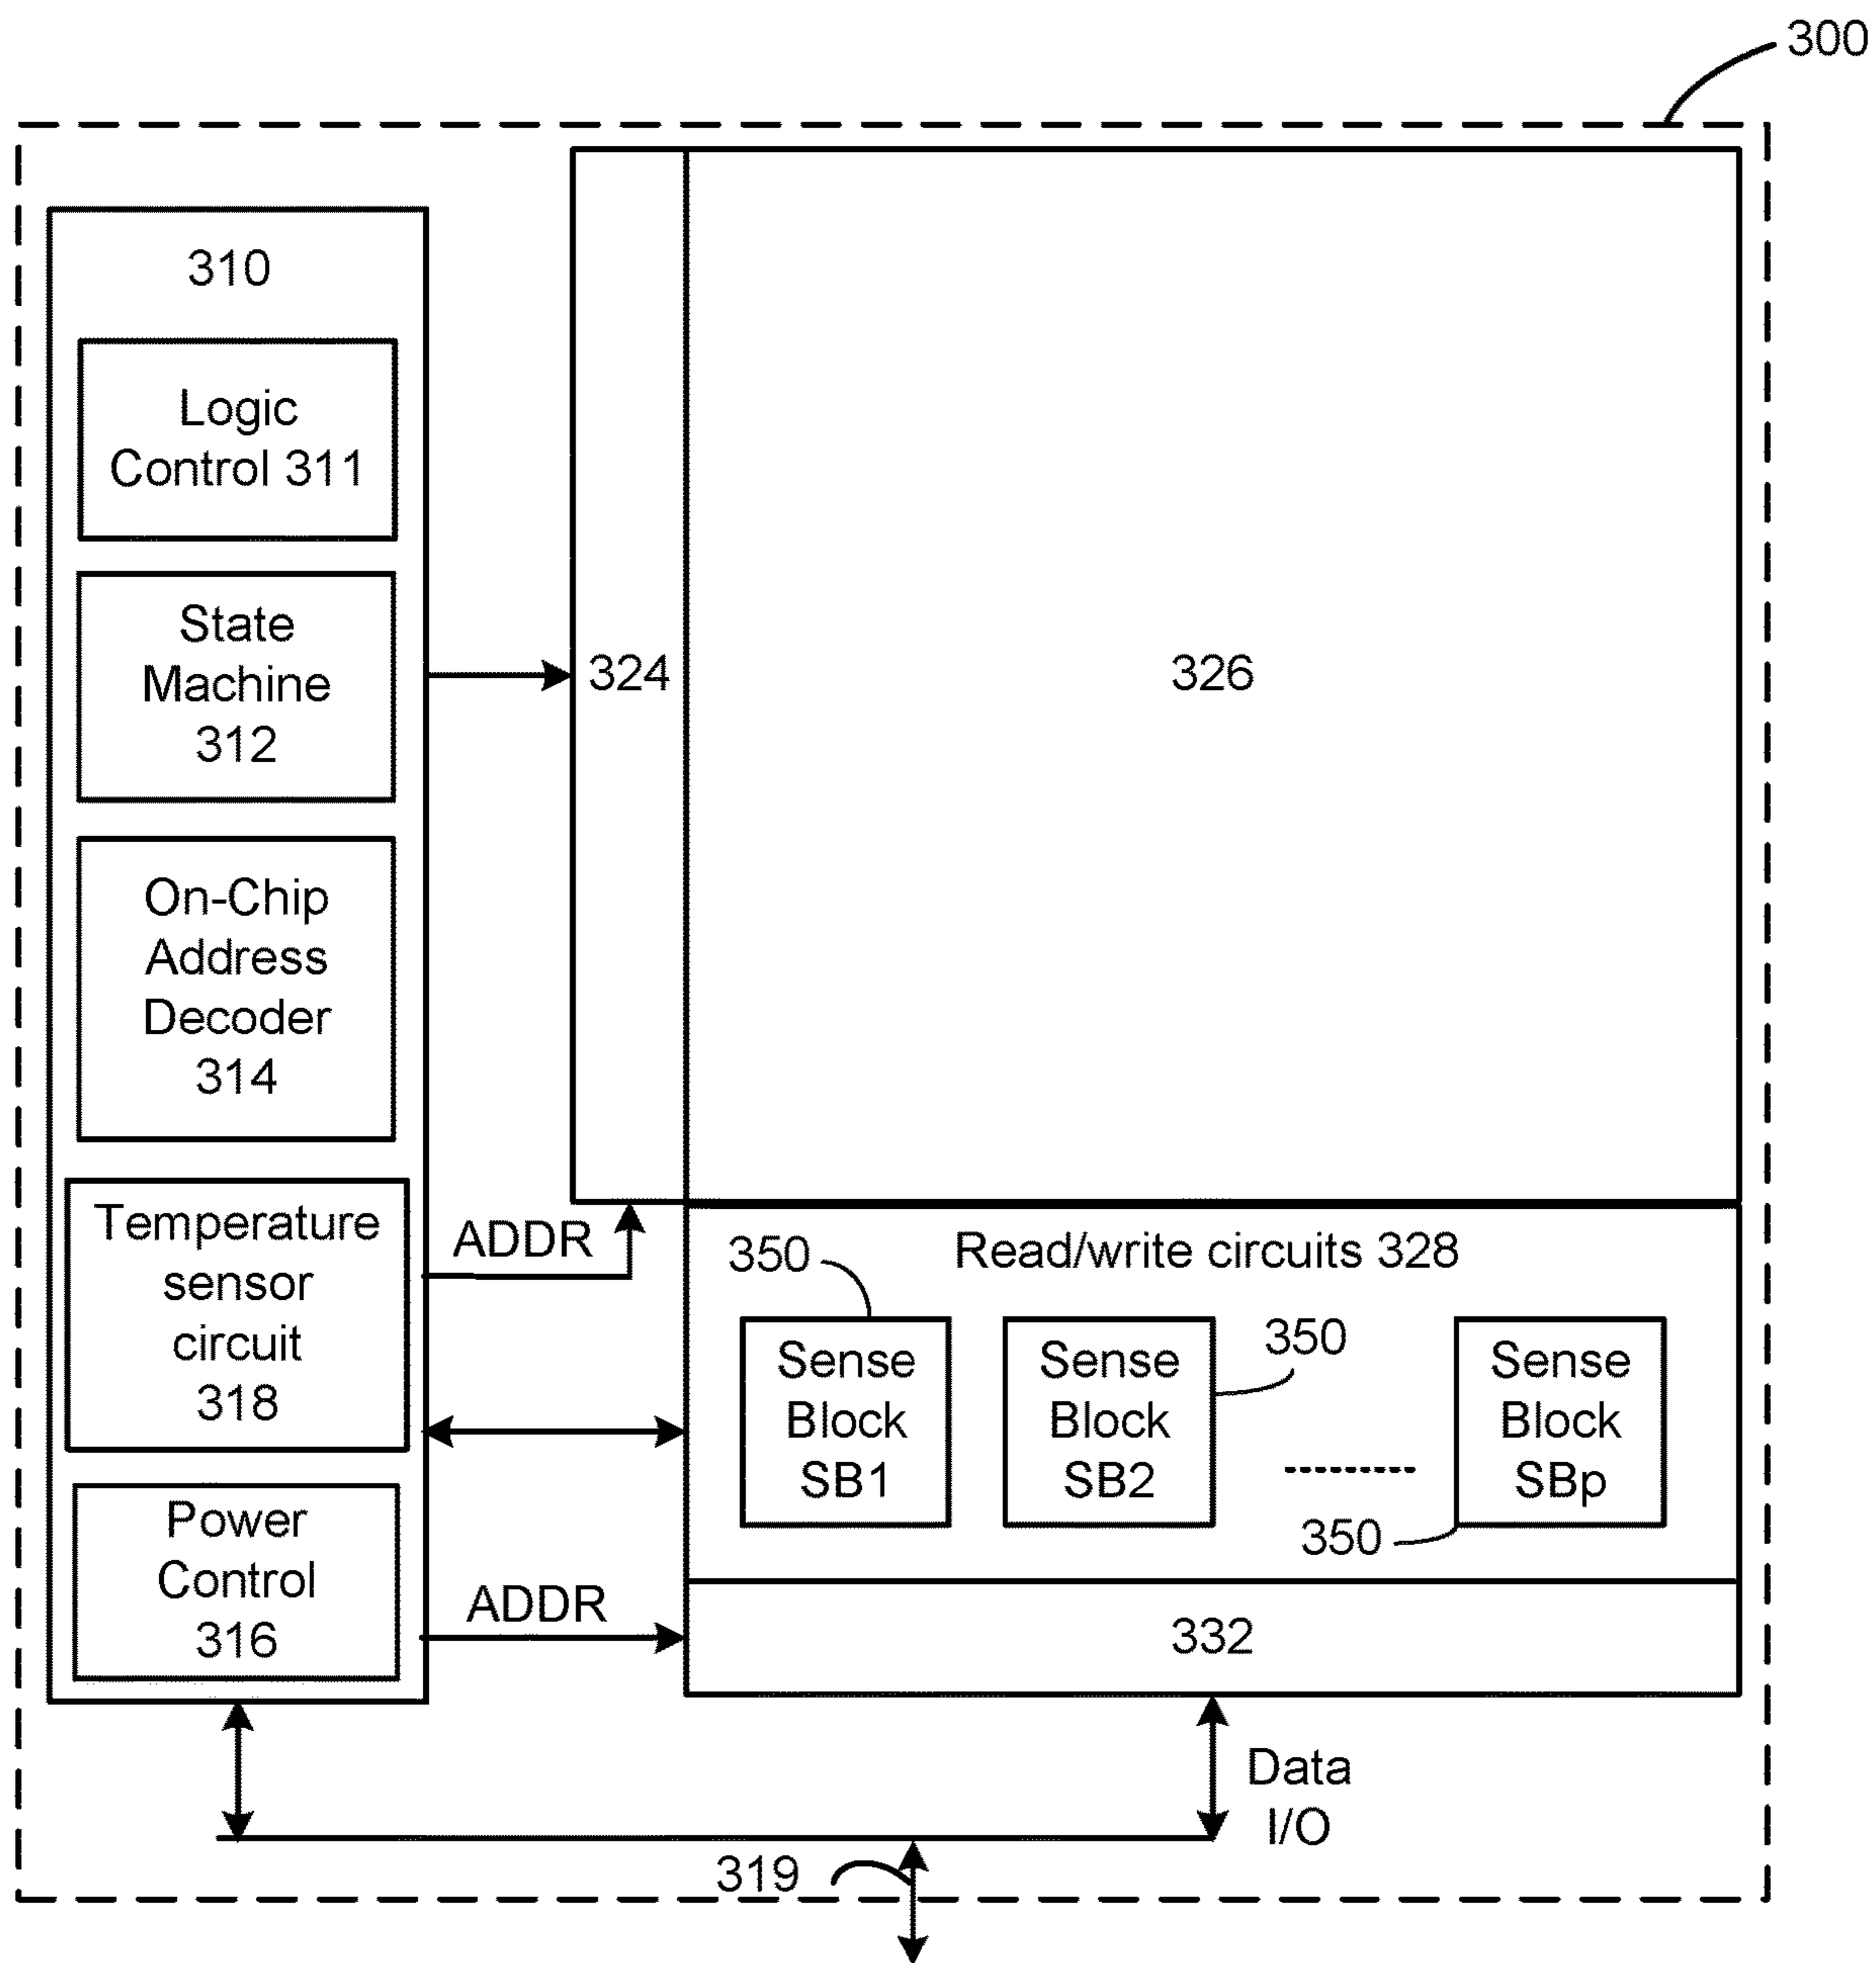 300
310
Logic
Control 311
State
Machine
312
On-Chip
Address
Decoder
314
Temperature
sensor
circuit
318
Power
Control
316
324
326
ADDR
350
Read/write circuits 328
Sense
Block
SB1
Sense
Block
SB2
350
Sense
Block
SBp
350
ADDR
332
Data
I/O
319